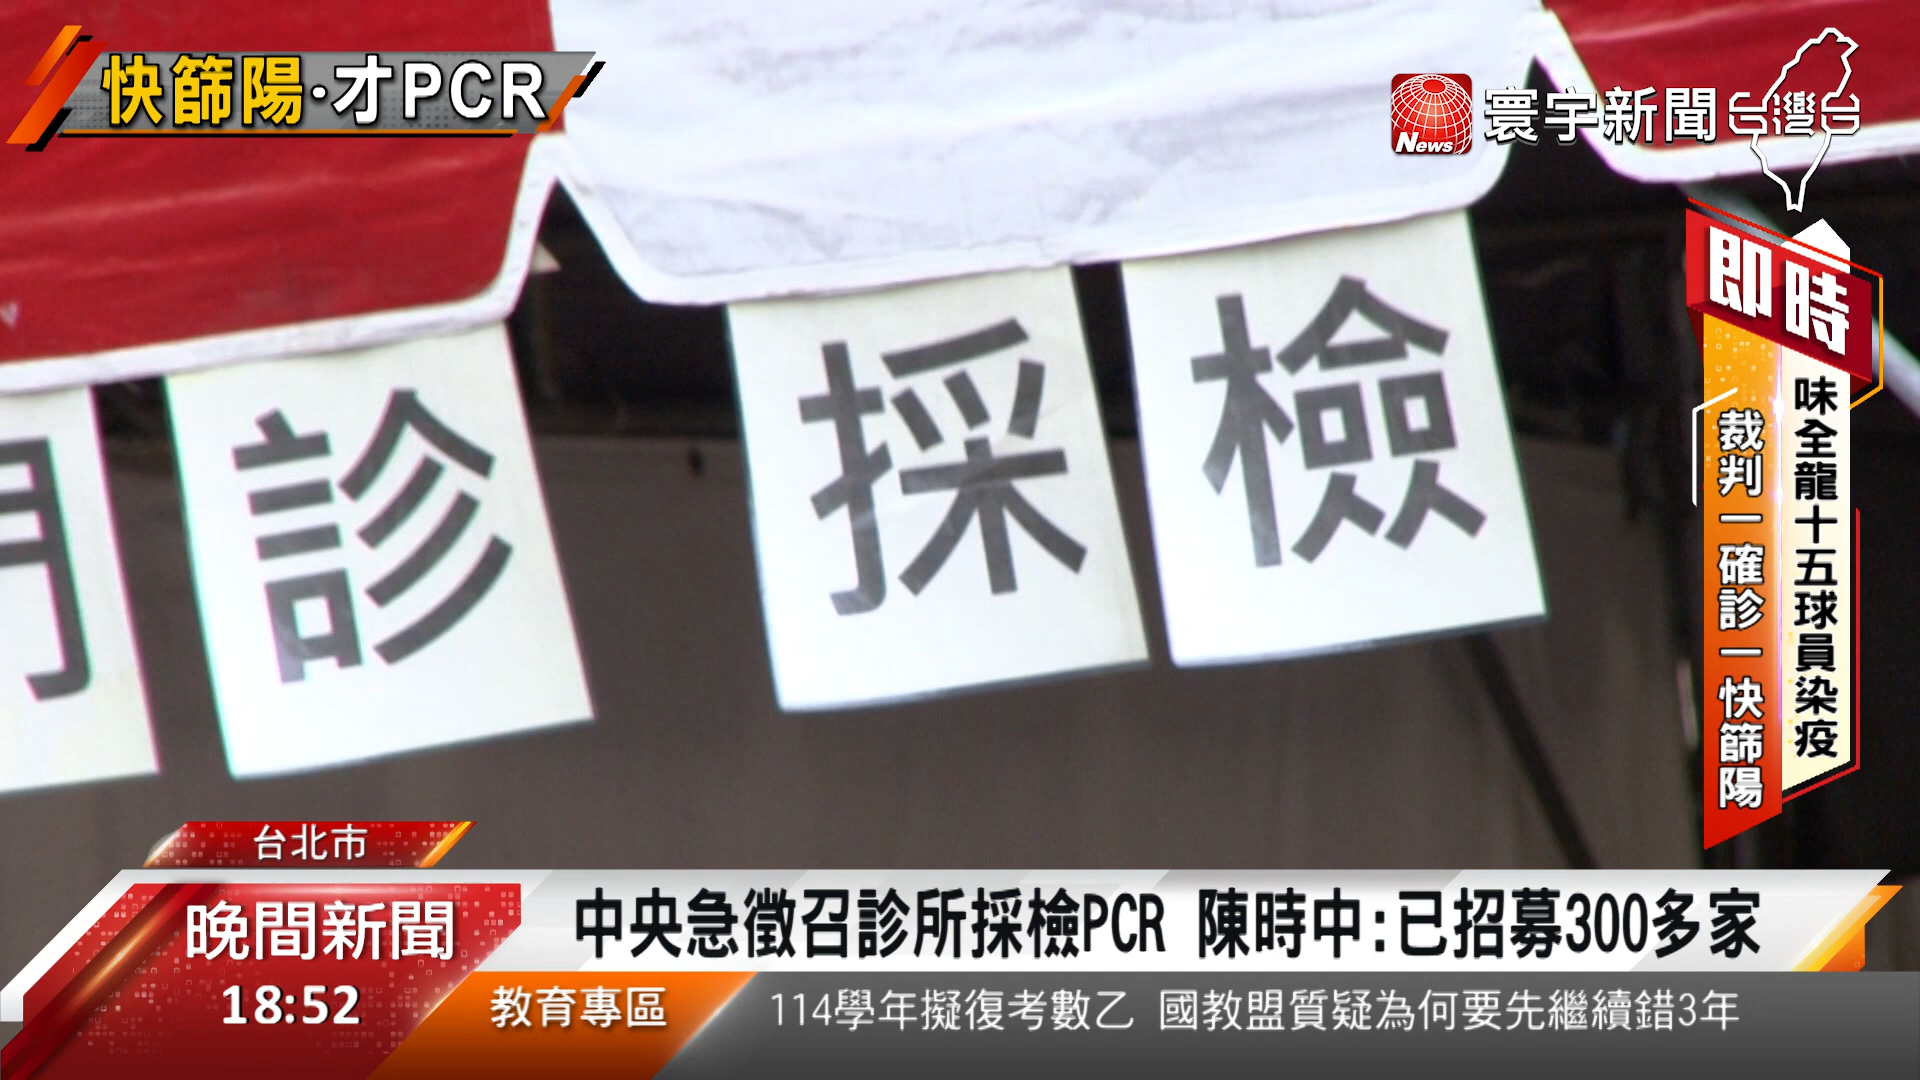 快篩陽·才PCR
News
寰宇新聞
台灣台
即時
味全龍十五球員染疫
裁判一確診一快篩陽
診 採檢
台北市
晚間新聞
中央急徵召診所採檢PCR 陳時中:已招募300多家
18:52
教育專區
114學年擬復考數乙 國教盟質疑為何要先繼續錯3年